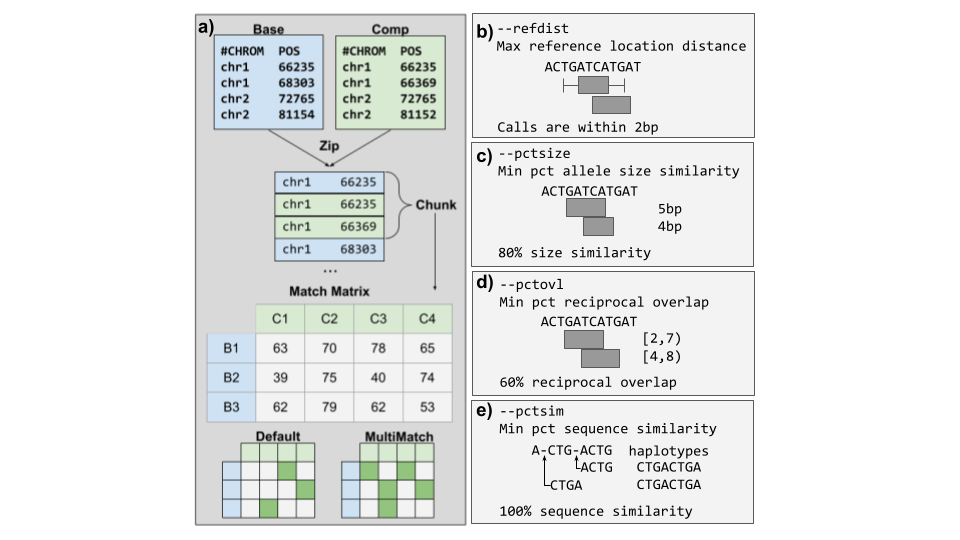 a)
Base Comp
#CHROM POS #CHROM POS
chr1 66235 chr1 66235
chr1 68303 chr1 66369
chr2 72765 chr2 72765
chr2 81154 chr2 81152
Zip
chr1 66235
chr1 66235
chr1 66369
chr1 68303
Chunk
...
Match Matrix
C1 C2 C3 C4
B1 63 70 78 65
B2 39 75 40 74
B3 62 79 62 53
Default MultiMatch
b) --refdist
Max reference location distance
ACTGATCATGAT
Calls are within 2bp
c) --pctsize
Min pct allele size similarity
ACTGATCATGAT
5bp
4bp
80% size similarity
d) --pctovl
Min pct reciprocal overlap
ACTGATCATGAT
[2,7)
[4,8)
60% reciprocal overlap
e) --pctsim
Min pct sequence similarity
A-CTG-ACTG haplotypes
ACTG CTGACTGA
CTGA CTGACTGA
100% sequence similarity